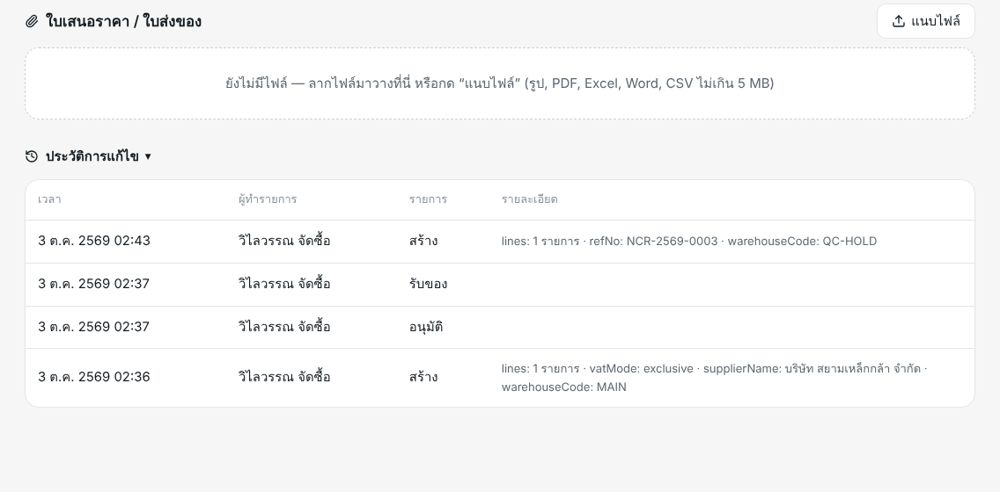 ใบเสนอราคา / ใบส่งของ
แนบไฟล์
ยังไม่มีไฟล์ — ลากไฟล์มาวางที่นี่ หรือกด “แนบไฟล์” (รูป, PDF, Excel, Word, CSV ไม่เกิน 5 MB)
ประวัติการแก้ไข ▾
เวลา ผู้ทำรายการ รายการ รายละเอียด
3 ต.ค. 2569 02:43 วิไลวรรณ จัดซื้อ สร้าง lines: 1 รายการ · refNo: NCR-2569-0003 · warehouseCode: QC-HOLD
3 ต.ค. 2569 02:37 วิไลวรรณ จัดซื้อ รับของ
3 ต.ค. 2569 02:37 วิไลวรรณ จัดซื้อ อนุมัติ
3 ต.ค. 2569 02:36 วิไลวรรณ จัดซื้อ สร้าง lines: 1 รายการ · vatMode: exclusive · supplierName: บริษัท สยามเหล็กกล้า จำกัด ·
warehouseCode: MAIN